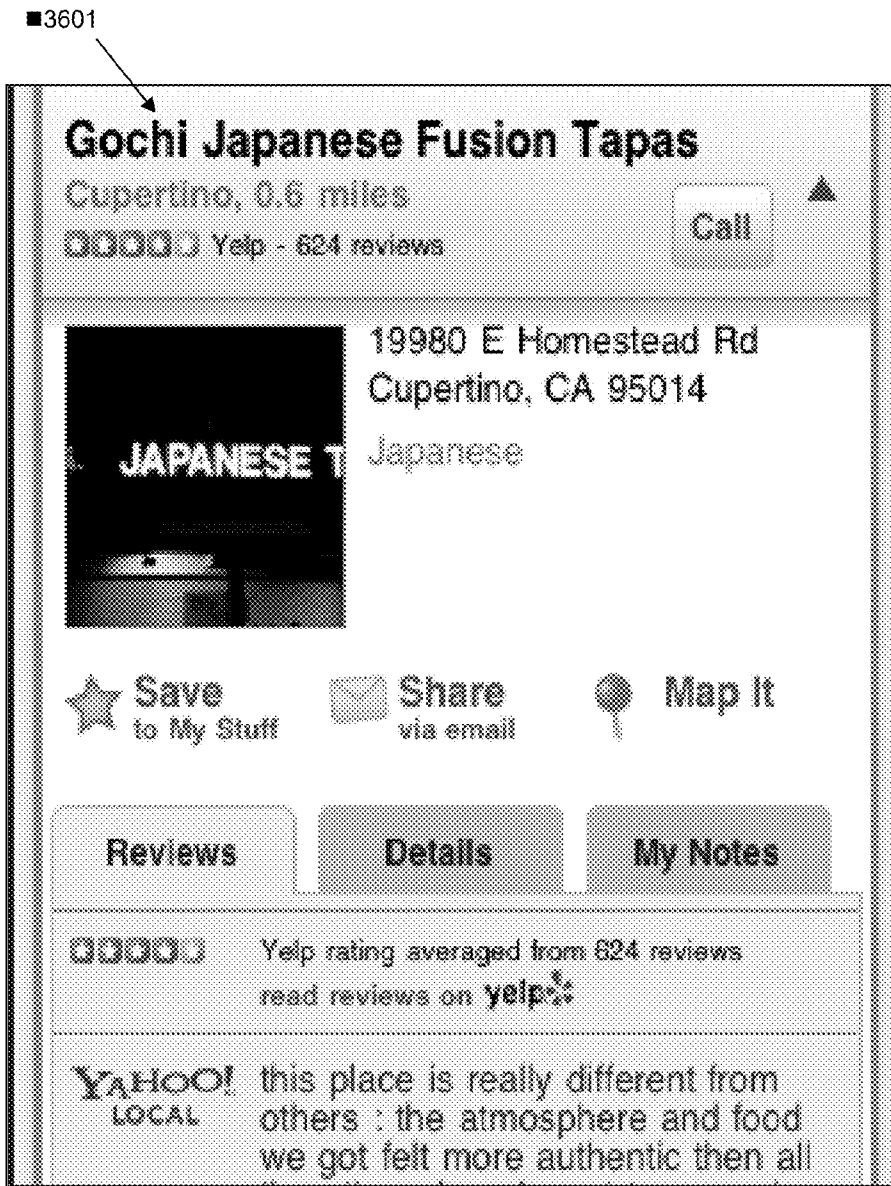 ■3601
Gochi Japanese Fusion Tapas
Cupertino, 0.6 miles
Call
Yelp - 624 reviews
19980 E Homestead Rd
Cupertino, CA 95014
JAPANESE T
Japanese
Save
to My Stuff
Share
via email
Map It
Reviews
Details
My Notes
Yelp rating averaged from 624 reviews
read reviews on yelp
YAHOO!
LOCAL
this place is really different from
others : the atmosphere and food
we got felt more authentic then all